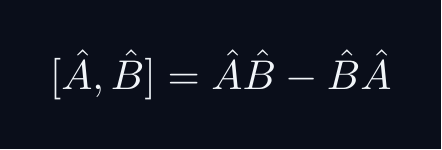 [Â, B̂] = ÂB̂ − B̂Â